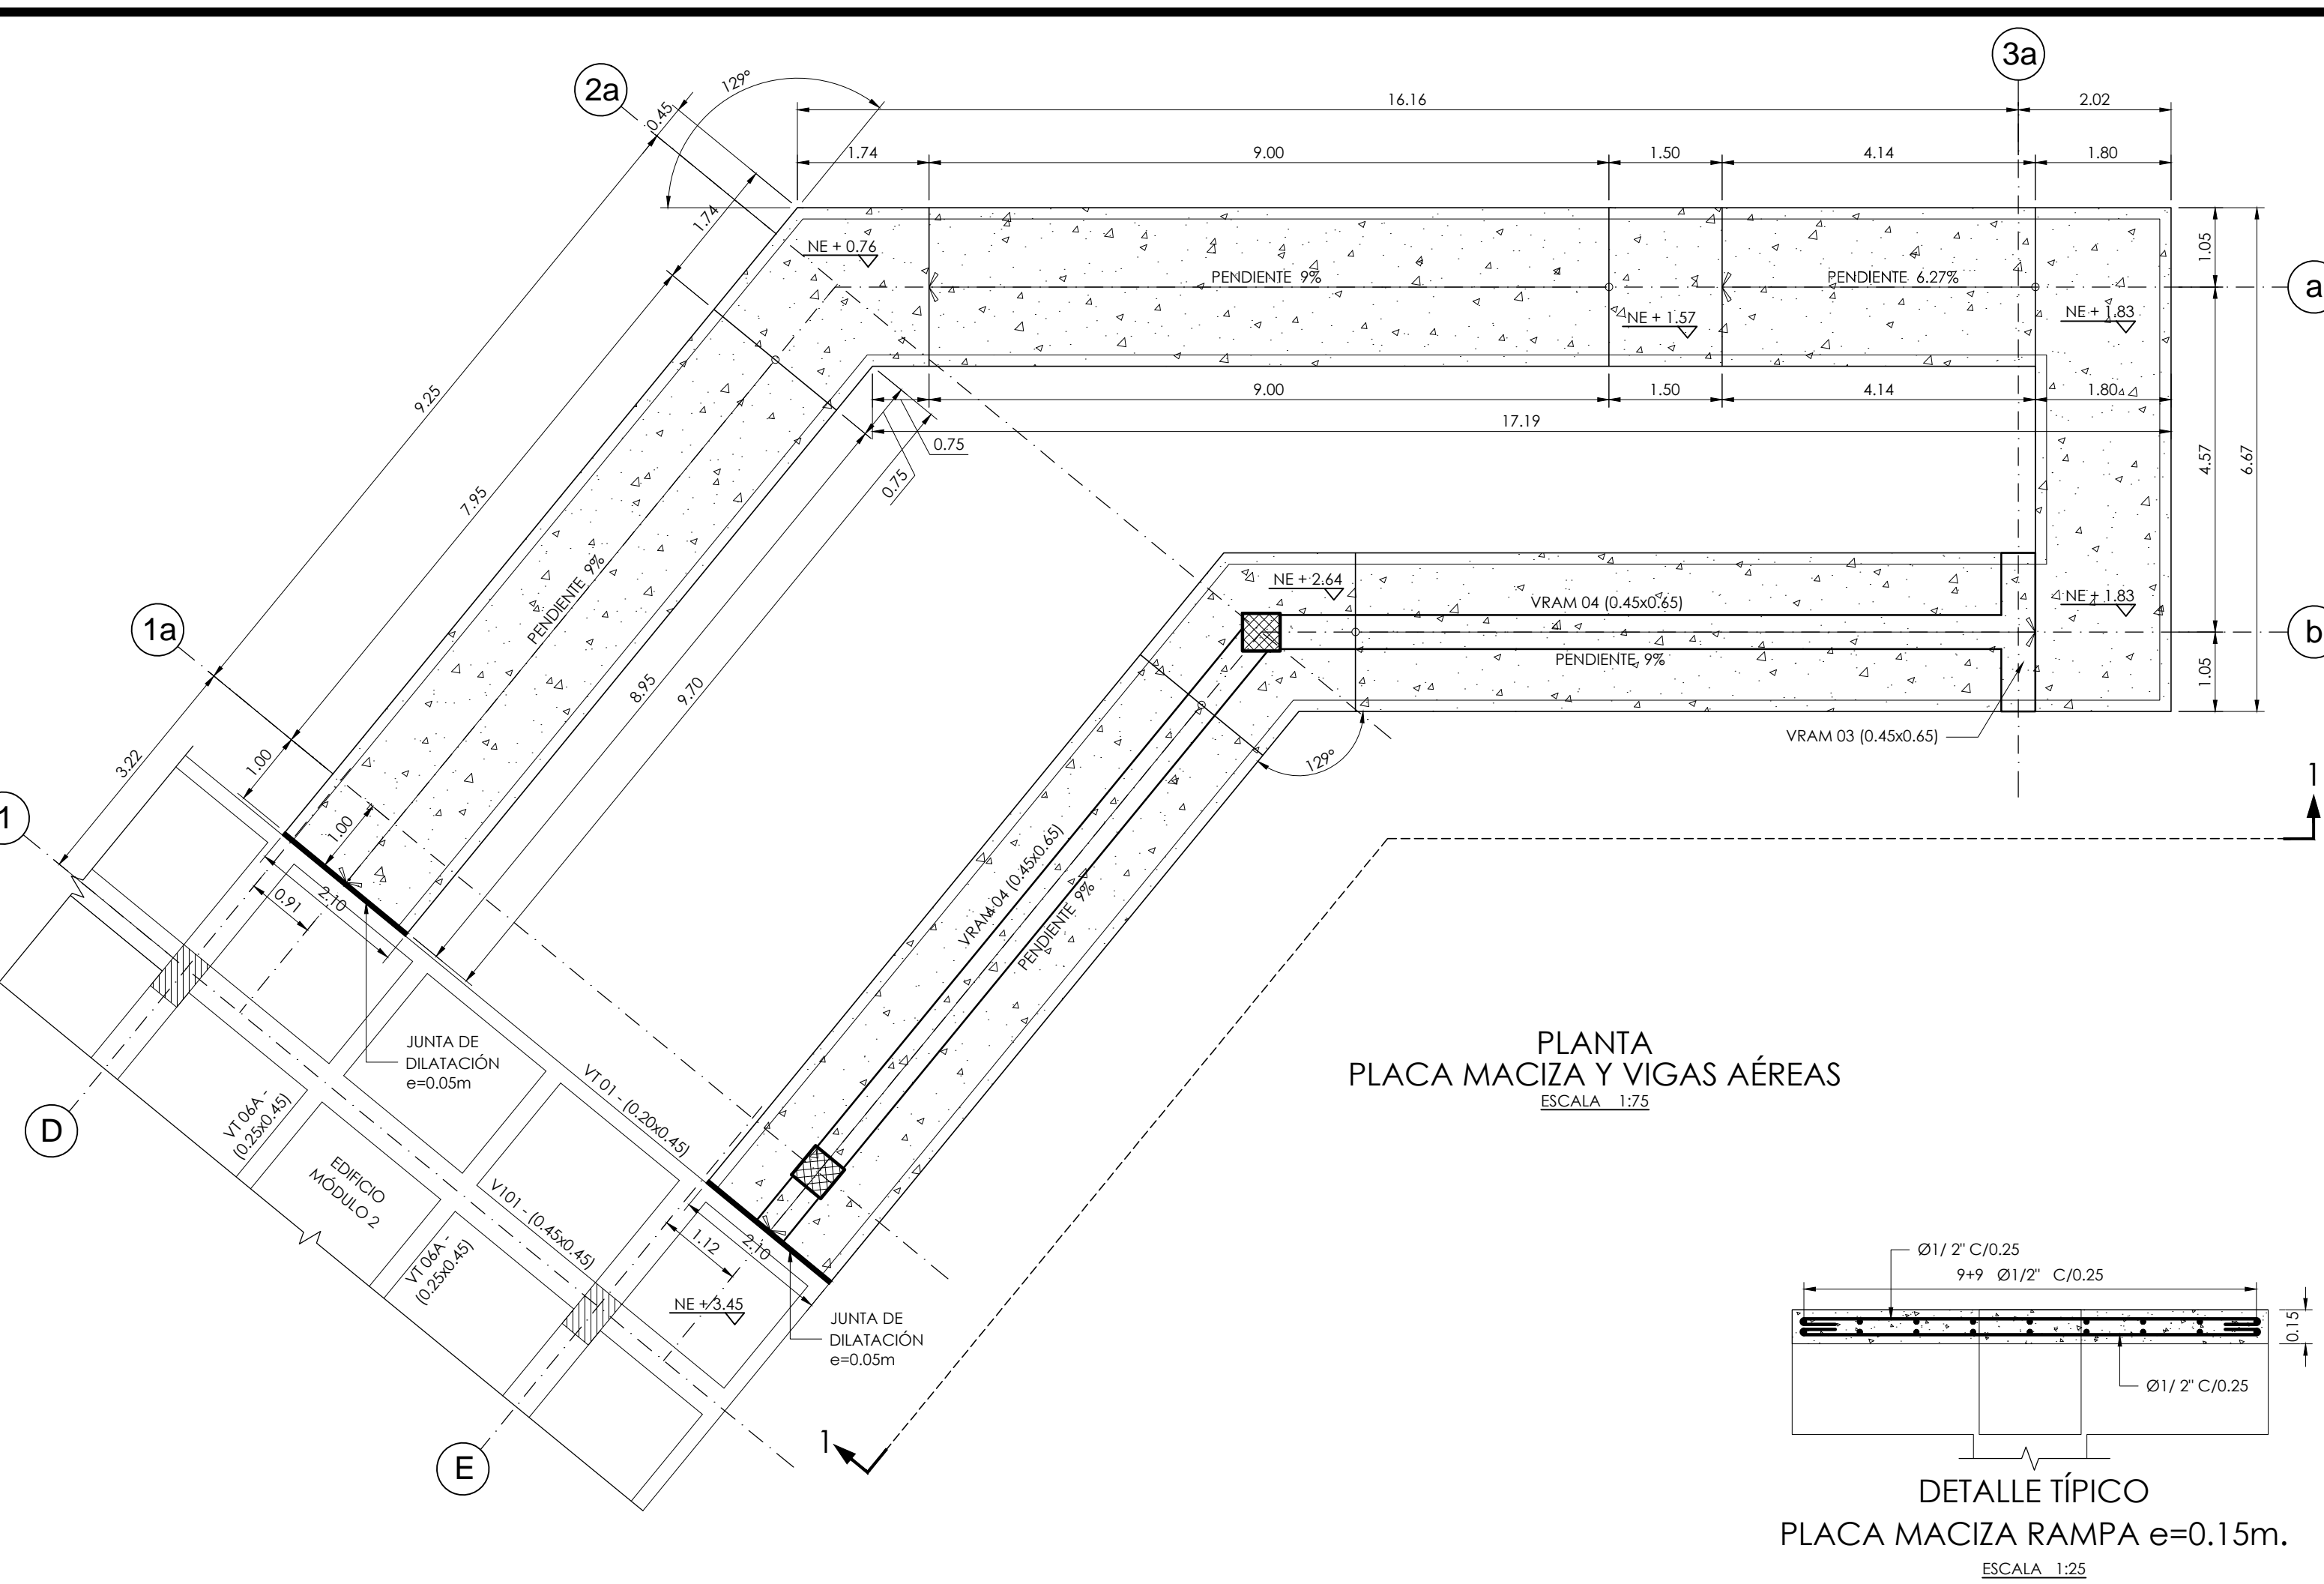 3a
2a
129°
0.45
16.16
2.02
1.74
9.00
1.50
4.14
1.80
1.74
NE + 0.76
PENDIENTE 9%
PENDIENTE 6.27%
1.05
a
NE + 1.57
NE + 1.83
9.25
9.00
1.50
4.14
1.80
17.19
0.75
0.75
4.57
6.67
7.95
PENDIENTE 9%
1a
NE + 2.64
VRAM 04 (0.45x0.65)
NE + 1.83
b
PENDIENTE 9%
1.05
8.95
9.70
VRAM 03 (0.45x0.65)
129°
3.22
1.00
1
1
1.00
0.91
2.10
VRAM 04 (0.45x0.65)
PENDIENTE 9%
JUNTA DE
DILATACIÓN
e=0.05m
VT 01 - (0.20x0.45)
D
VT 06A -
(0.25x0.45)
EDIFICIO
MÓDULO 2
V101 - (0.45x0.45)
VT 06A -
(0.25x0.45)
1.12
2.10
NE + 3.45
JUNTA DE
DILATACIÓN
e=0.05m
E
1
PLANTA
PLACA MACIZA Y VIGAS AÉREAS
ESCALA 1:75
Ø1/ 2" C/0.25
9+9 Ø1/2" C/0.25
0.15
Ø1/ 2" C/0.25
DETALLE TÍPICO
PLACA MACIZA RAMPA e=0.15m.
ESCALA 1:25